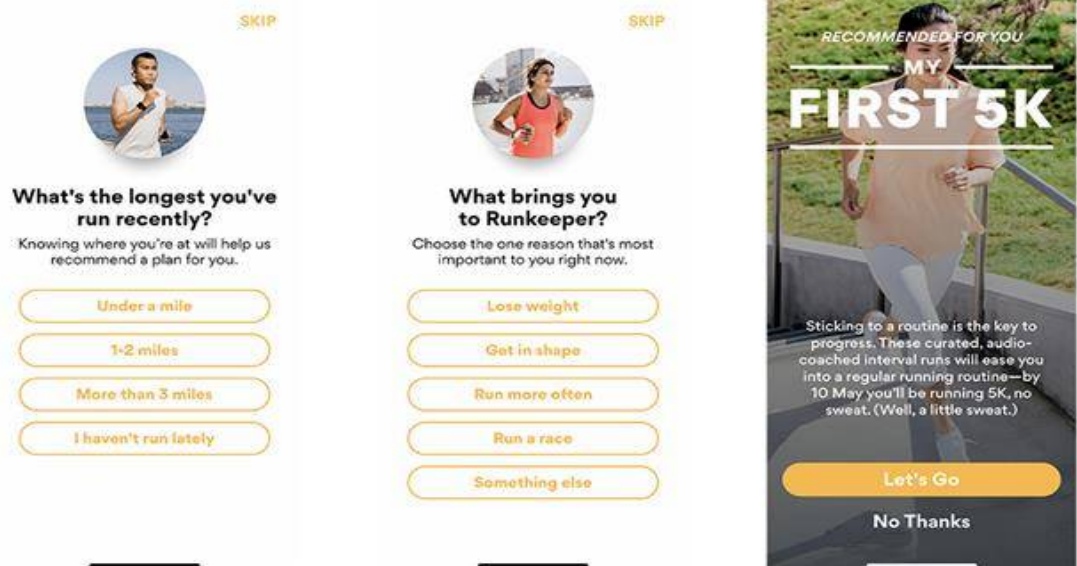 SKIP
What's the longest you've
run recently?
Knowing where you're at will help us
recommend a plan for you.
Under a mile
1-2 miles
More than 3 miles
I haven't run lately
SKIP
What brings you
to Runkeeper?
Choose the one reason that's most
important to you right now.
Lose weight
Get in shape
Run more often
Run a race
Something else
RECOMMENDED FOR YOU
MY
FIRST 5K
Sticking to a routine is the key to
progress. These curated, audio-
coached interval runs will ease you
into a regular running routine—by
10 May you'll be running 5K, no
sweat. (Well, a little sweat.)
Let's Go
No Thanks